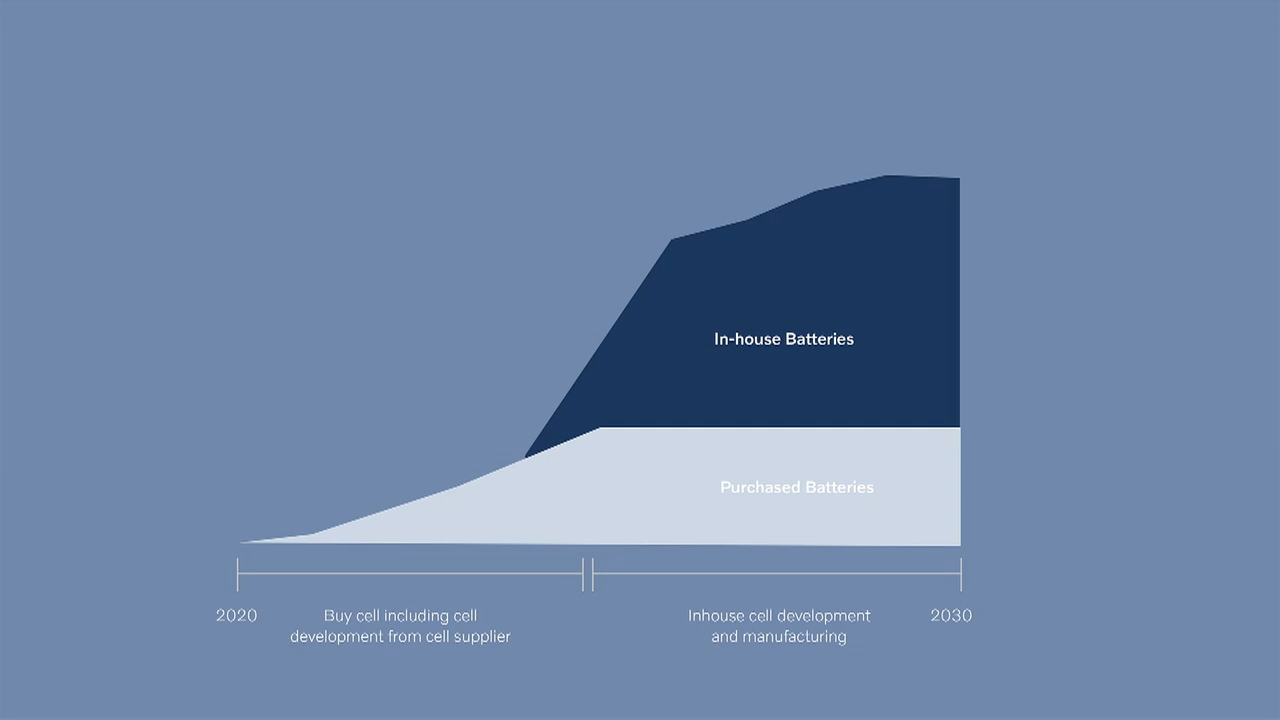 In-house Batteries
Purchased Batteries
2020
Buy cell including cell
development from cell supplier
Inhouse cell development
and manufacturing
2030